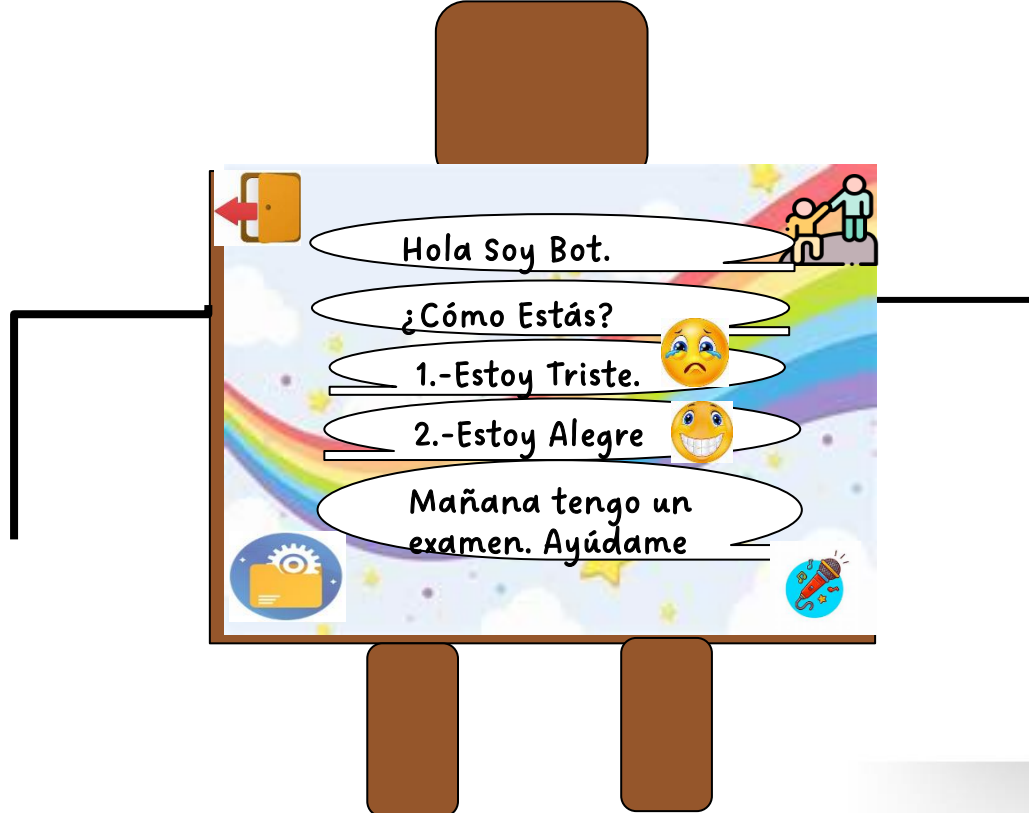 Hola Soy Bot.
¿Cómo Estás?
1.-Estoy Triste.
2.-Estoy Alegre
Mañana tengo un
examen. Ayúdame